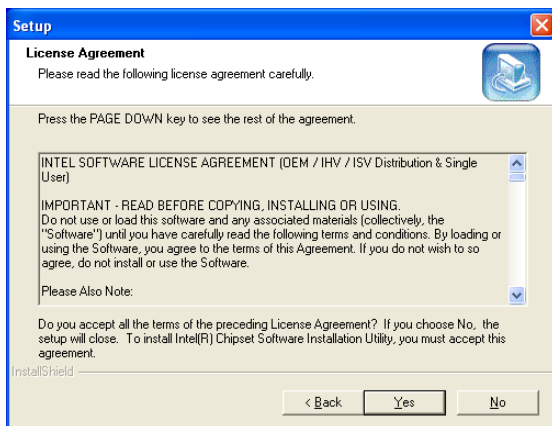 Setup
License Agreement
Please read the following license agreement carefully.
Press the PAGE DOWN key to see the rest of the agreement.
INTEL SOFTWARE LICENSE AGREEMENT (OEM / IHV / ISV Distribution & Single
User)
IMPORTANT - READ BEFORE COPYING, INSTALLING OR USING.
Do not use or load this software and any associated materials (collectively, the
"Software") until you have carefully read the following terms and conditions. By loading or
using the Software, you agree to the terms of this Agreement. If you do not wish to so
agree, do not install or use the Software.
Please Also Note:
Do you accept all the terms of the preceding License Agreement? If you choose No, the
setup will close. To install Intel(R) Chipset Software Installation Utility, you must accept this
agreement.
InstallShield
< Back Yes No